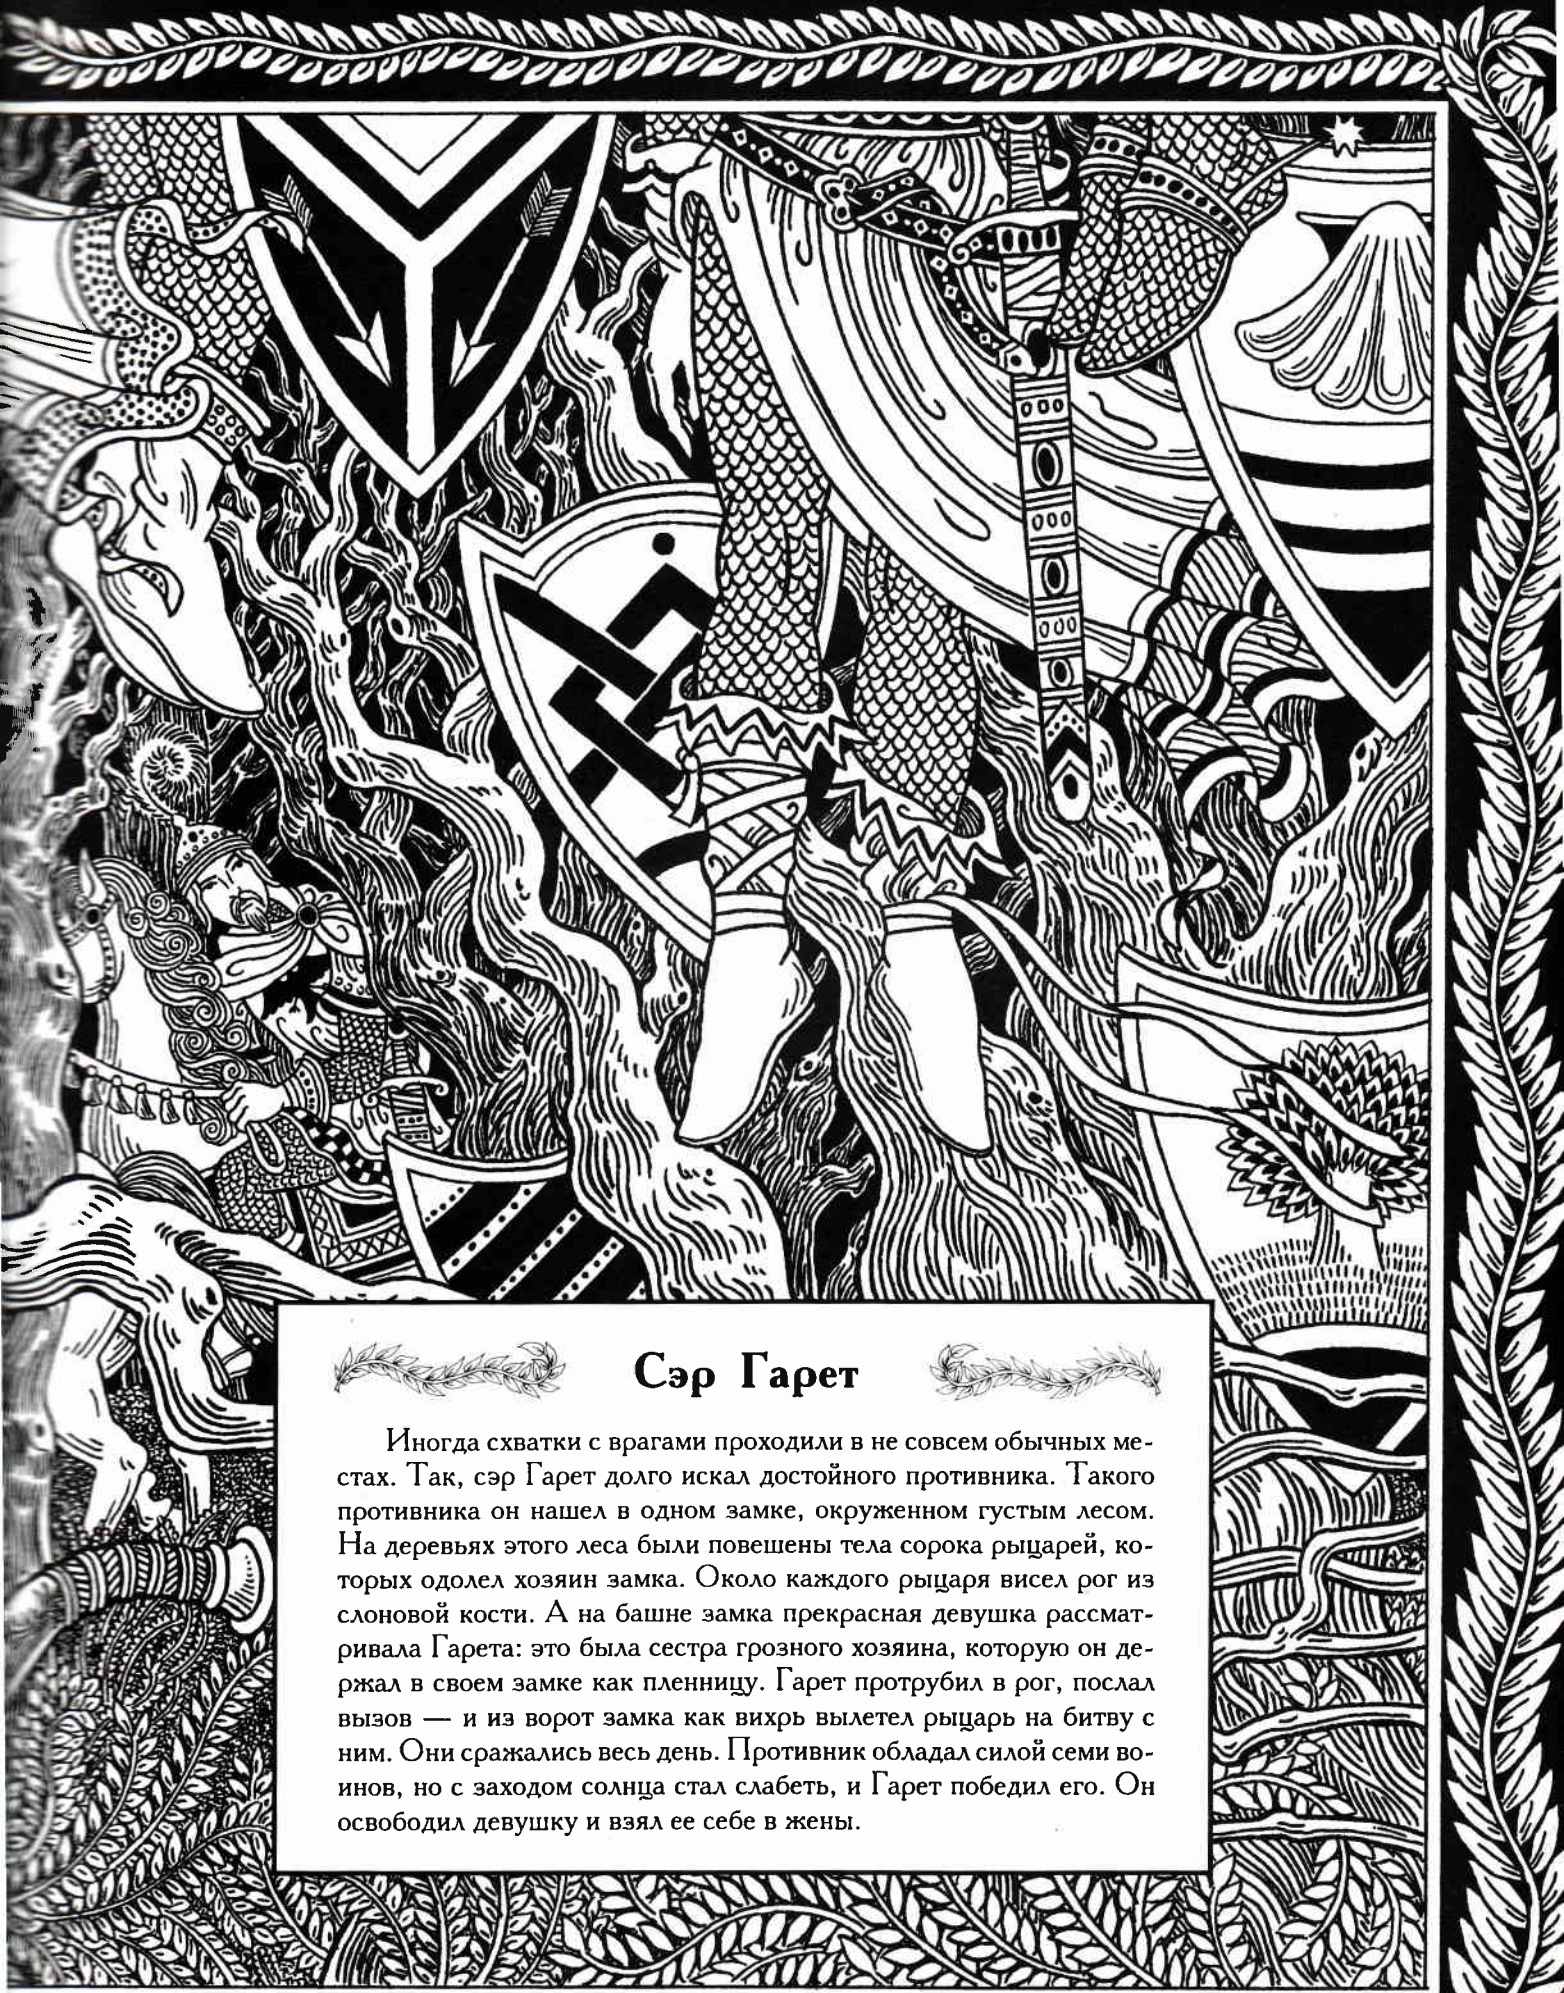 Сэр Гарет
Иногда схватки с врагами проходили в не совсем обычных ме-
стах. Так, сэр Гарет долго искал достойного противника. Такого
противника он нашел в одном замке, окруженном густым лесом.
На деревьях этого леса были повешены тела сорока рыцарей, ко-
торых одолел хозяин замка. Около каждого рыцаря висел рог из
слоновой кости. А на башне замка прекрасная девушка рассмат-
ривала Гарета: это была сестра грозного хозяина, которую он де-
ржал в своем замке как пленницу. Гарет протрубил в рог, послал
вызов — и из ворот замка как вихрь вылетел рыцарь на битву с
ним. Они сражались весь день. Противник обладал силой семи во-
инов, но с заходом солнца стал слабеть, и Гарет победил его. Он
освободил девушку и взял ее себе в жены.